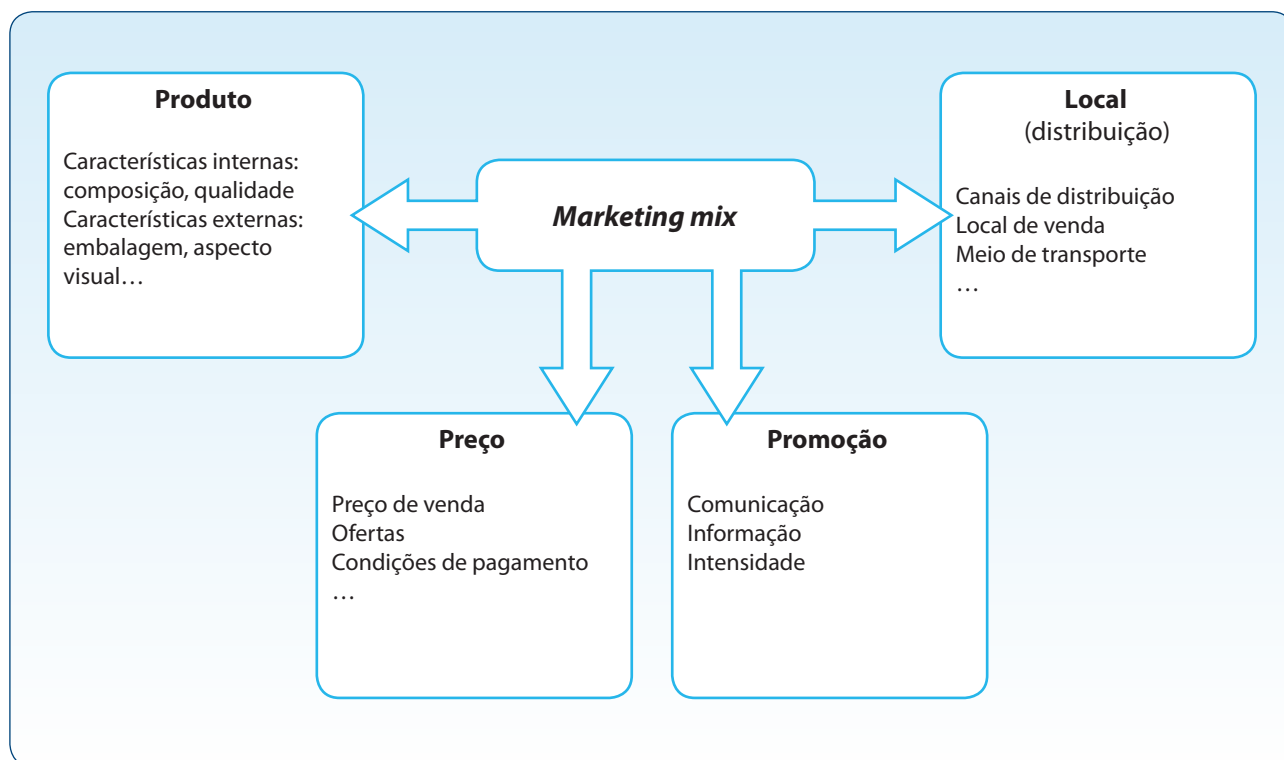 Produto
Características internas:
composição, qualidade
Características externas:
embalagem, aspecto
visual…
Marketing mix
Local
(distribuição)
Canais de distribuição
Local de venda
Meio de transporte
…
Preço
Preço de venda
Ofertas
Condições de pagamento
…
Promoção
Comunicação
Informação
Intensidade